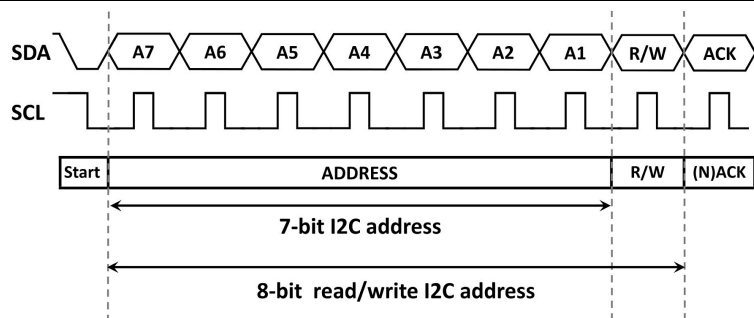 SDA A7 A6 A5 A4 A3 A2 A1 R/W ACK
SCL
Start ADDRESS R/W (N)ACK
7-bit I2C address
8-bit read/write I2C address